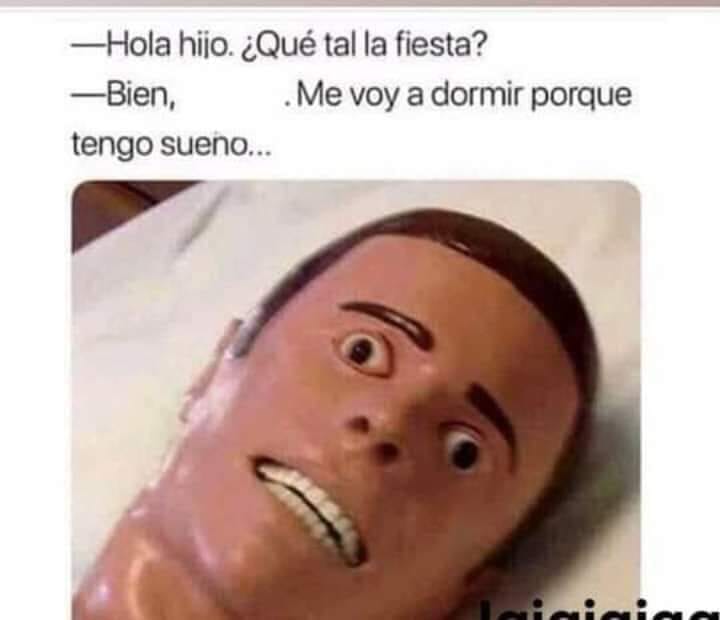 —Hola hijo. ¿Qué tal la fiesta?
—Bien, . Me voy a dormir porque
tengo sueño...